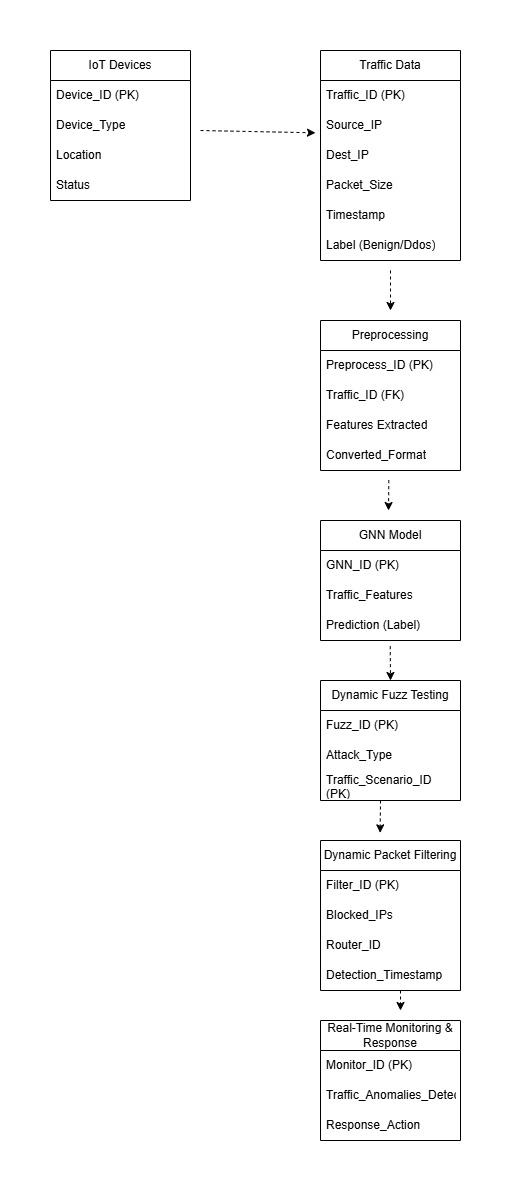 IoT Devices
Device_ID (PK)
Device_Type
Location
Status
Traffic Data
Traffic_ID (PK)
Source_IP
Dest_IP
Packet_Size
Timestamp
Label (Benign/Ddos)
Preprocessing
Preprocess_ID (PK)
Traffic_ID (FK)
Features Extracted
Converted_Format
GNN Model
GNN_ID (PK)
Traffic_Features
Prediction (Label)
Dynamic Fuzz Testing
Fuzz_ID (PK)
Attack_Type
Traffic_Scenario_ID
(PK)
Dynamic Packet Filtering
Filter_ID (PK)
Blocked_IPs
Router_ID
Detection_Timestamp
Real-Time Monitoring &
Response
Monitor_ID (PK)
Traffic_Anomalies_Dete
Response_Action